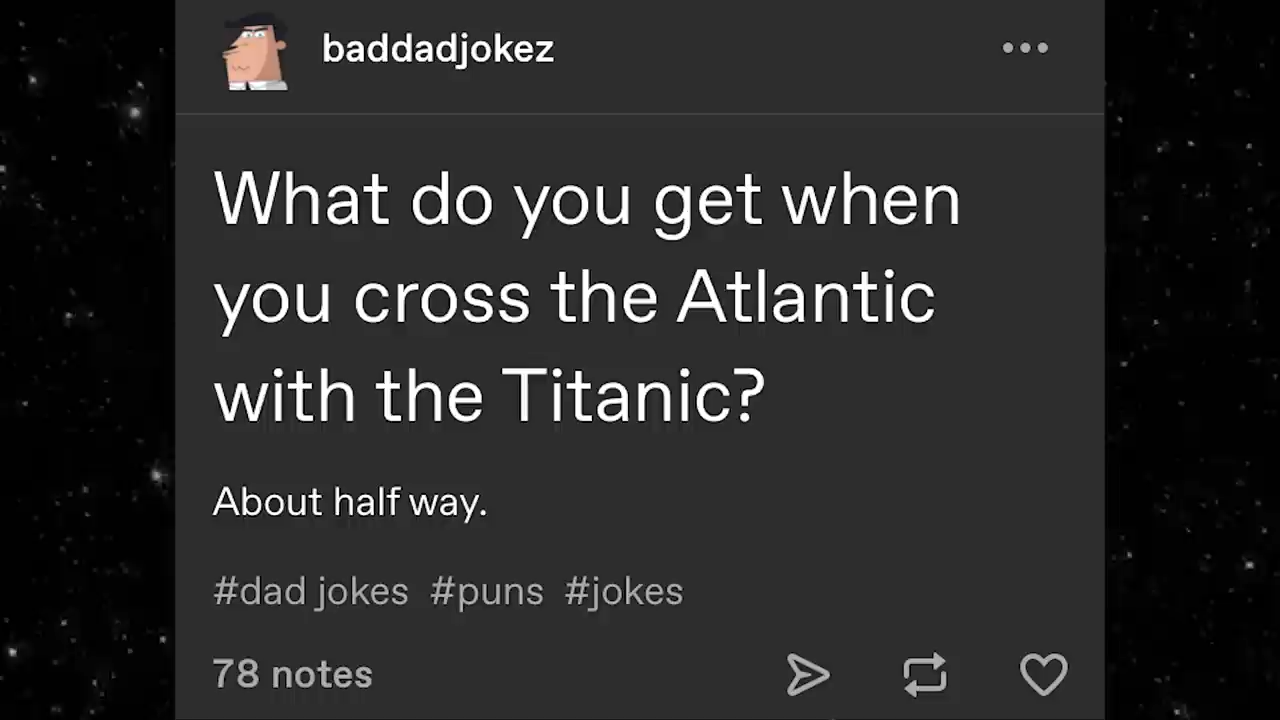 baddadjokez
What do you get when
you cross the Atlantic
with the Titanic?
About half way.
#dad jokes #puns #jokes
78 notes